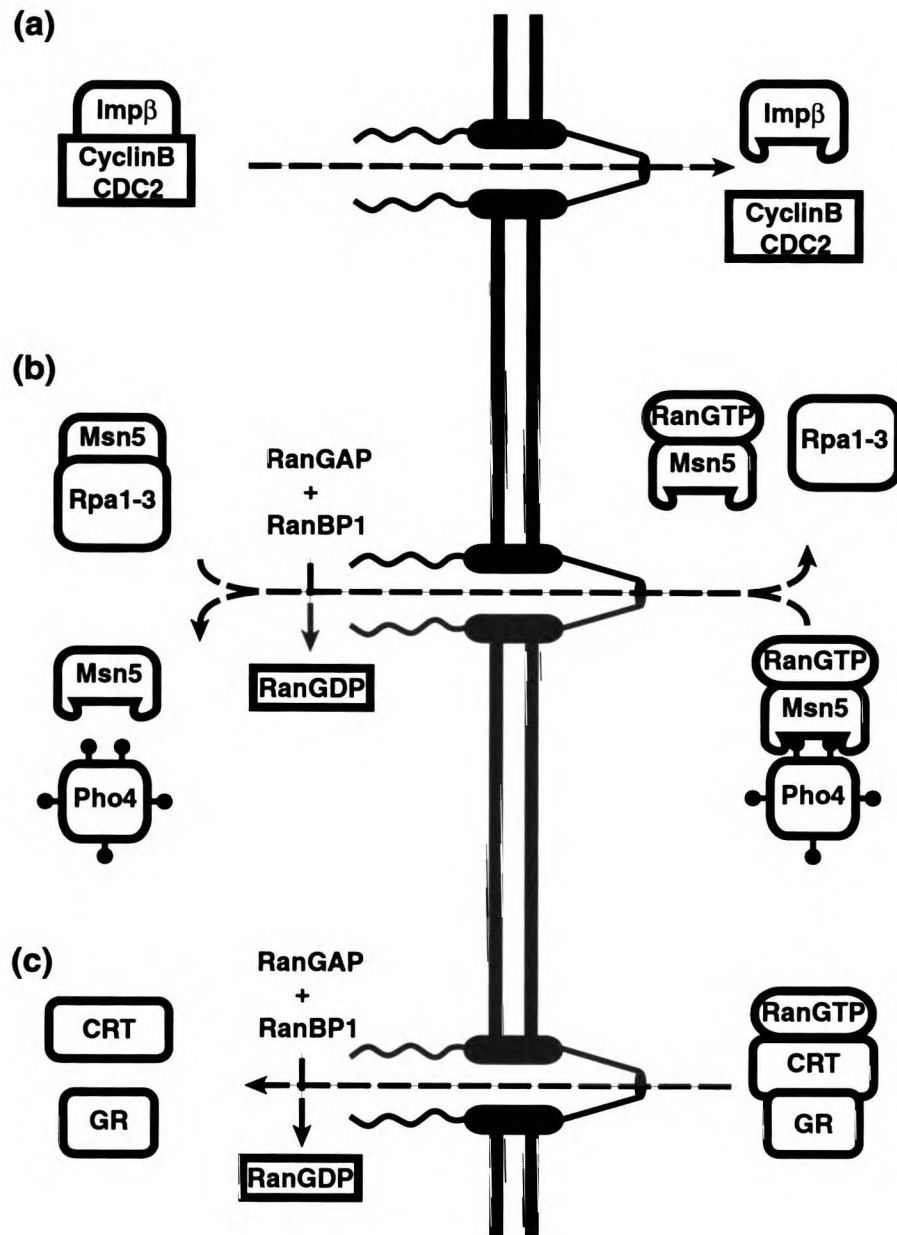 (a)
Impβ
CyclinB
CDC2
Impβ
CyclinB
CDC2
(b)
Msn5
Rpa1-3
RanGAP
+
RanBP1
RanGTP
Msn5
Rpa1-3
Msn5
Pho4
RanGDP
RanGTP
Msn5
Pho4
(c)
CRT
GR
RanGAP
+
RanBP1
RanGDP
RanGTP
CRT
GR